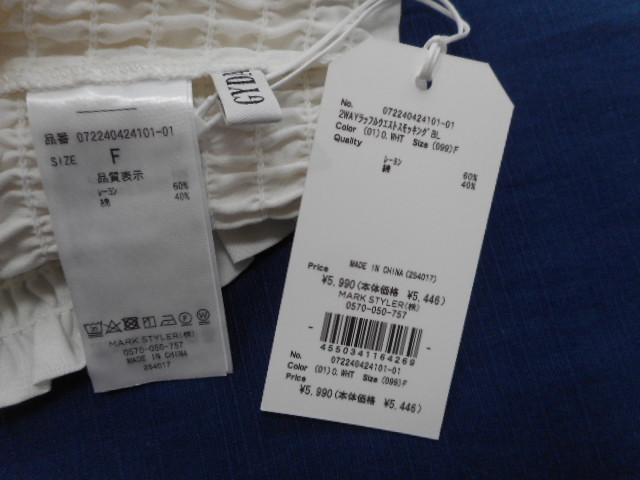 GYDA
品番 072240424101-01
SIZE F
品質表示
レーヨン 60%
綿 40%
MARK STYLER(株)
0570-050-757
MADE IN CHINA
254017
No. 072240424101-01
2WAYラッフルウエストスモッキングBL
Color (01)O.WHT Size (099)F
Quality
レーヨン 60%
綿 40%
MADE IN CHINA (254017)
Price
¥5,990(本体価格 ¥5,446)
MARK STYLER(株)
0570-050-757
4550341164269
No. 072240424101-01
Color (01)O.WHT Size (099)F
Price
¥5,990(本体価格 ¥5,446)